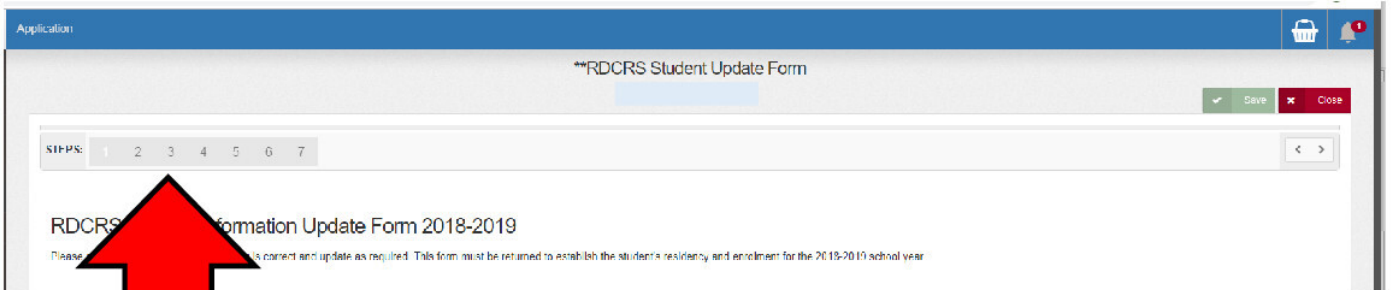 Application
1
**RDCRS Student Update Form
Save Close
STEPS: 1 2 3 4 5 6 7
RDCRS formation Update Form 2018-2019
Please is correct and update as required. This form must be returned to establish the student's residency and enrolment for the 2018-2019 school year